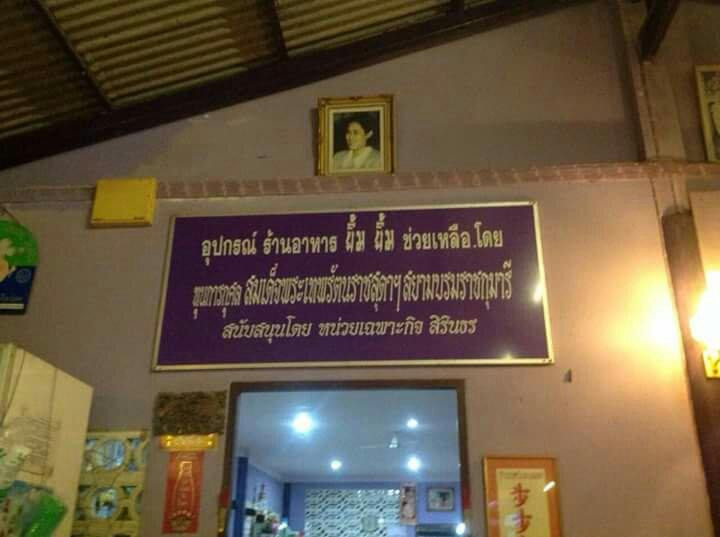 อุปกรณ์ ร้านอาหาร ยิ้ม ยิ้ม ช่วยเหลือ.โดย
ทุนการกุศล สมเด็จพระเทพรัตนราชสุดาฯ สยามบรมราชกุมารี
สนับสนุนโดย หน่วยเฉพาะกิจ สิรินธร